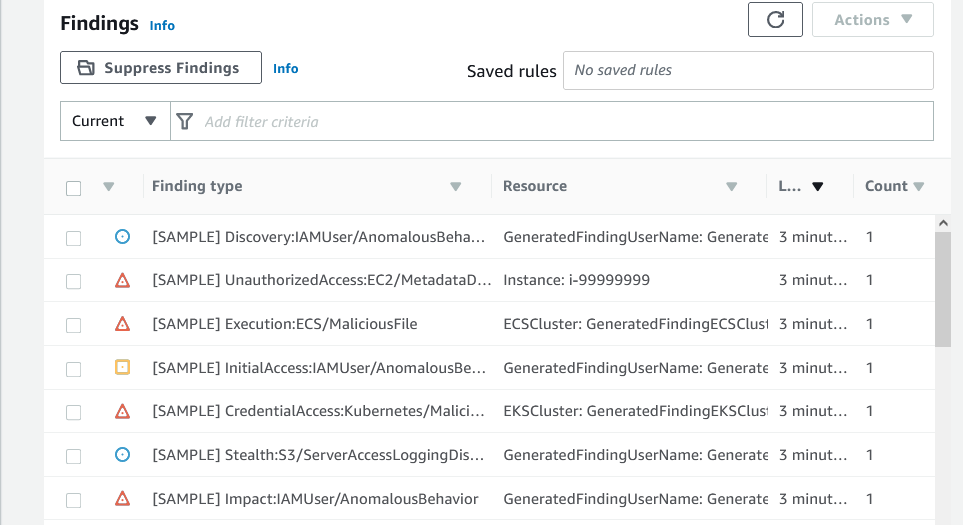 Findings Info
Actions
Suppress Findings Info Saved rules No saved rules
Current Add filter criteria
Finding type Resource L... Count
[SAMPLE] Discovery:IAMUser/AnomalousBeha... GeneratedFindingUserName: Generate 3 minut... 1
[SAMPLE] UnauthorizedAccess:EC2/MetadataD... Instance: i-99999999 3 minut... 1
[SAMPLE] Execution:ECS/MaliciousFile ECSCluster: GeneratedFindingECSClust 3 minut... 1
[SAMPLE] InitialAccess:IAMUser/AnomalousBe... GeneratedFindingUserName: Generate 3 minut... 1
[SAMPLE] CredentialAccess:Kubernetes/Malici... EKSCluster: GeneratedFindingEKSClust 3 minut... 1
[SAMPLE] Stealth:S3/ServerAccessLoggingDis... GeneratedFindingUserName: Generate 3 minut... 1
[SAMPLE] Impact:IAMUser/AnomalousBehavior GeneratedFindingUserName: Generate 3 minut... 1